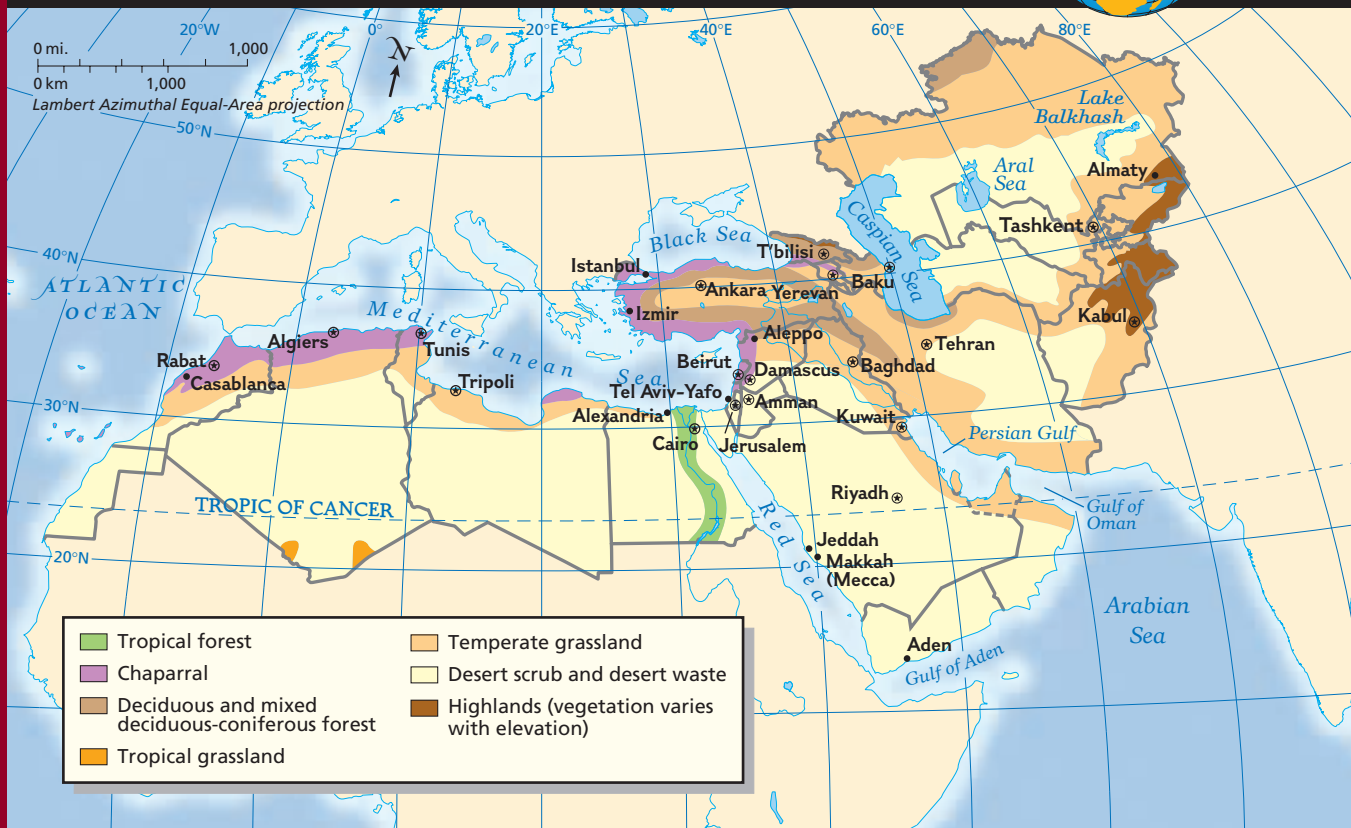 20°W
0°
20°E
40°E
60°E
80°E
0 mi.
1,000
0 km
1,000
Lambert Azimuthal Equal-Area projection
N
50°N
40°N
30°N
20°N
ATLANTIC
OCEAN
Mediterranean
Sea
Black Sea
Caspian Sea
Aral
Sea
Lake
Balkhash
Almaty
Tashkent
T'bilisi
Istanbul
Ankara
Yerevan
Baku
Izmir
Kabul
Aleppo
Tehran
Algiers
Tunis
Rabat
Casablanca
Tripoli
Beirut
Damascus
Baghdad
Tel Aviv-Yafo
Amman
Alexandria
Kuwait
Cairo
Jerusalem
Persian Gulf
Riyadh
TROPIC OF CANCER
Red Sea
Gulf of
Oman
Jeddah
Makkah
(Mecca)
Arabian
Sea
Aden
Gulf of Aden
Tropical forest
Chaparral
Deciduous and mixed
deciduous-coniferous forest
Tropical grassland
Temperate grassland
Desert scrub and desert waste
Highlands (vegetation varies
with elevation)